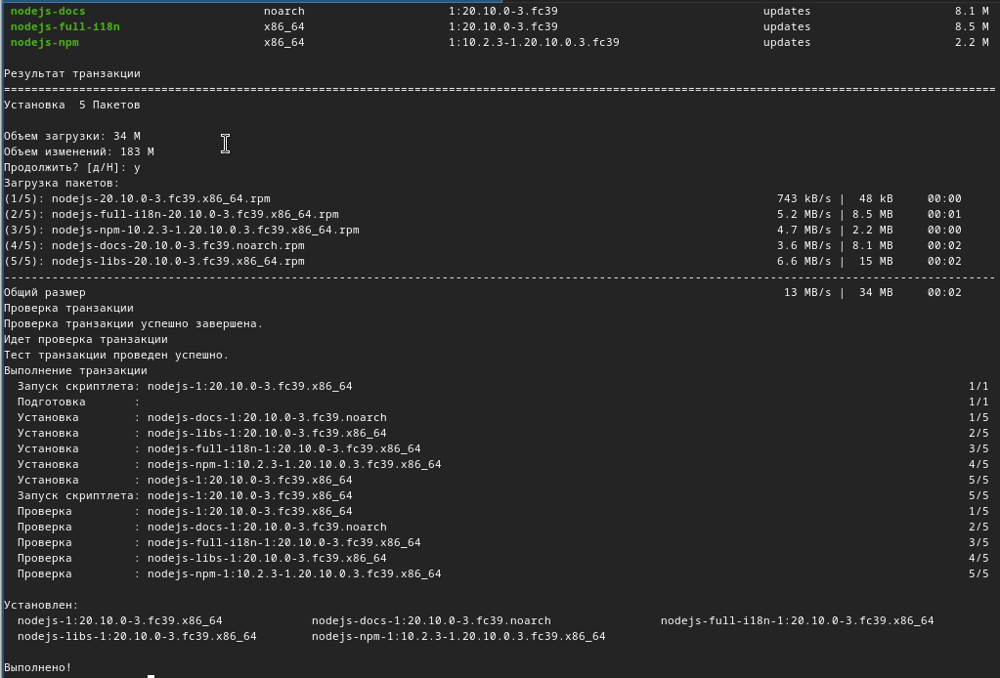 nodejs-docs noarch 1:20.10.0-3.fc39 updates 8.1 M
nodejs-full-i18n x86_64 1:20.10.0-3.fc39 updates 8.5 M
nodejs-npm x86_64 1:10.2.3-1.20.10.0.3.fc39 updates 2.2 M
Результат транзакции
================================================================================
Установка 5 Пакетов
Объем загрузки: 34 M
Объем изменений: 183 M
Продолжить? [д/Н]: y
Загрузка пакетов:
(1/5): nodejs-20.10.0-3.fc39.x86_64.rpm 743 kB/s | 48 kB 00:00
(2/5): nodejs-full-i18n-20.10.0-3.fc39.x86_64.rpm 5.2 MB/s | 8.5 MB 00:01
(3/5): nodejs-npm-10.2.3-1.20.10.0.3.fc39.x86_64.rpm 4.7 MB/s | 2.2 MB 00:00
(4/5): nodejs-docs-20.10.0-3.fc39.noarch.rpm 3.6 MB/s | 8.1 MB 00:02
(5/5): nodejs-libs-20.10.0-3.fc39.x86_64.rpm 6.6 MB/s | 15 MB 00:02
--------------------------------------------------------------------------------
Общий размер 13 MB/s | 34 MB 00:02
Проверка транзакции
Проверка транзакции успешно завершена.
Идет проверка транзакции
Тест транзакции проведен успешно.
Выполнение транзакции
Запуск скриптлета: nodejs-1:20.10.0-3.fc39.x86_64 1/1
Подготовка : 1/1
Установка : nodejs-docs-1:20.10.0-3.fc39.noarch 1/5
Установка : nodejs-libs-1:20.10.0-3.fc39.x86_64 2/5
Установка : nodejs-full-i18n-1:20.10.0-3.fc39.x86_64 3/5
Установка : nodejs-npm-1:10.2.3-1.20.10.0.3.fc39.x86_64 4/5
Установка : nodejs-1:20.10.0-3.fc39.x86_64 5/5
Запуск скриптлета: nodejs-1:20.10.0-3.fc39.x86_64 5/5
Проверка : nodejs-1:20.10.0-3.fc39.x86_64 1/5
Проверка : nodejs-docs-1:20.10.0-3.fc39.noarch 2/5
Проверка : nodejs-full-i18n-1:20.10.0-3.fc39.x86_64 3/5
Проверка : nodejs-libs-1:20.10.0-3.fc39.x86_64 4/5
Проверка : nodejs-npm-1:10.2.3-1.20.10.0.3.fc39.x86_64 5/5
Установлен:
nodejs-1:20.10.0-3.fc39.x86_64 nodejs-docs-1:20.10.0-3.fc39.noarch nodejs-full-i18n-1:20.10.0-3.fc39.x86_64
nodejs-libs-1:20.10.0-3.fc39.x86_64 nodejs-npm-1:10.2.3-1.20.10.0.3.fc39.x86_64
Выполнено!